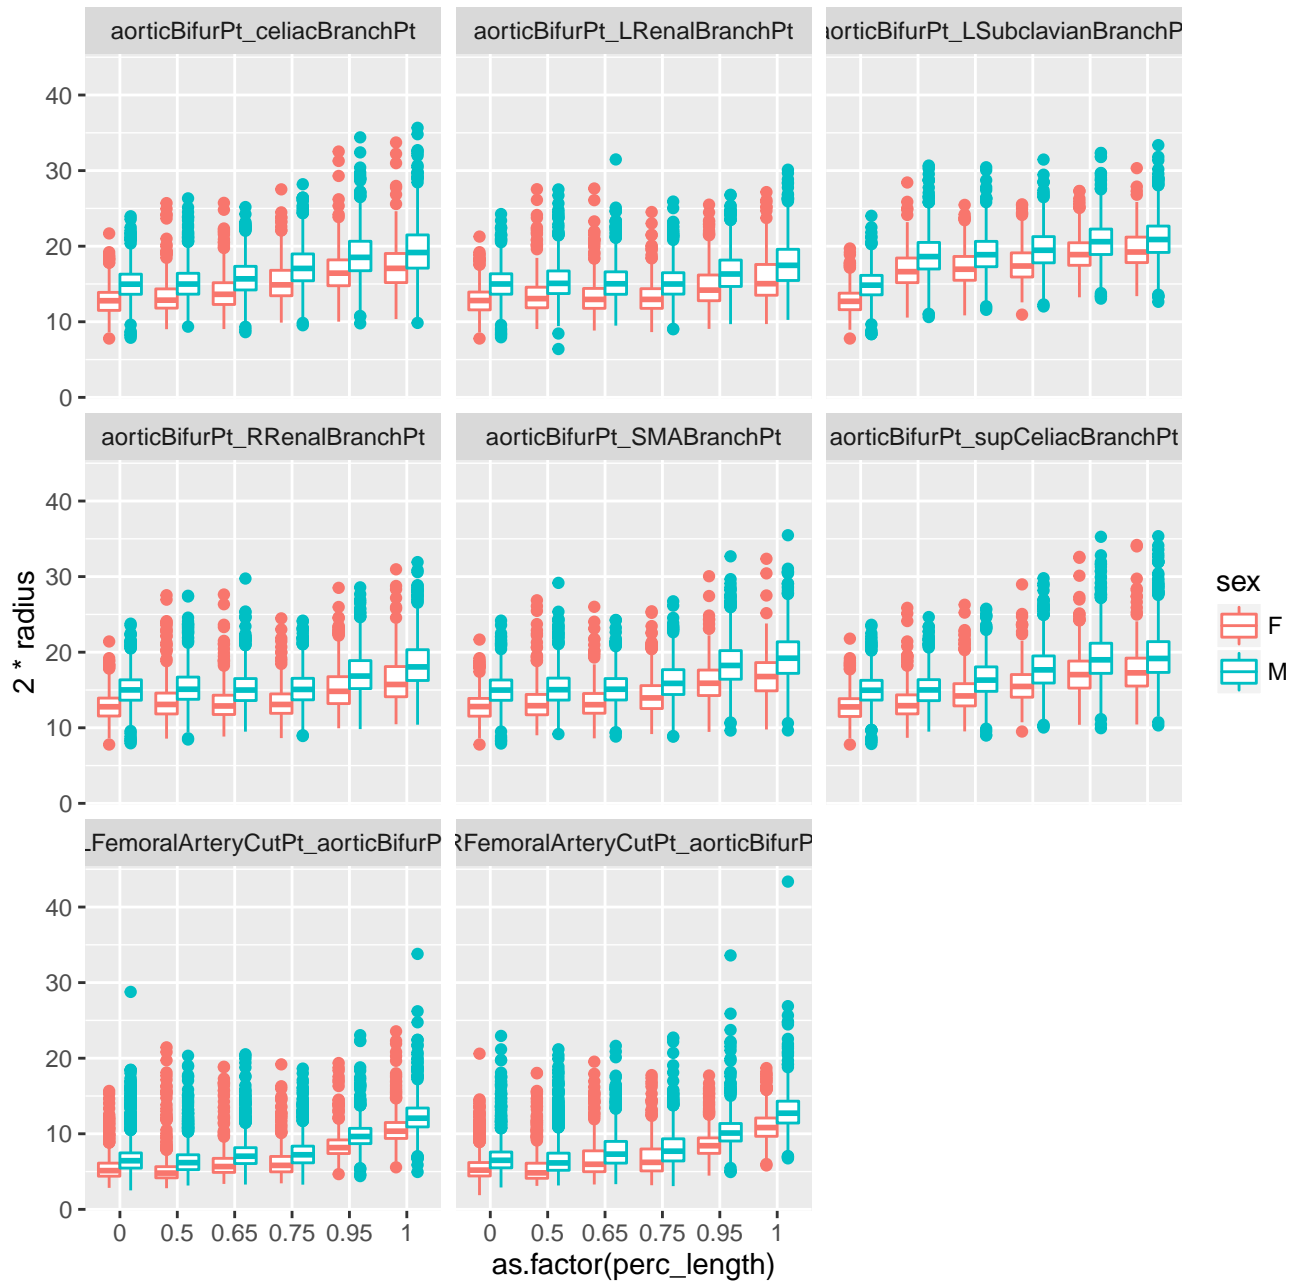 aorticBifurPt_celiacBranchPt aorticBifurPt_LRenalBranchPt aorticBifurPt_LSubclavianBranchP
40
30
20
10
0
aorticBifurPt_RRenalBranchPt aorticBifurPt_SMABranchPt aorticBifurPt_supCeliacBranchPt
40
30
20
10
0
LFemoralArteryCutPt_aorticBifurP RFemoralArteryCutPt_aorticBifurP
40
30
20
10
0
0 0.5 0.65 0.75 0.95 1 0 0.5 0.65 0.75 0.95 1
as.factor(perc_length)
2 * radius
sex
F
M